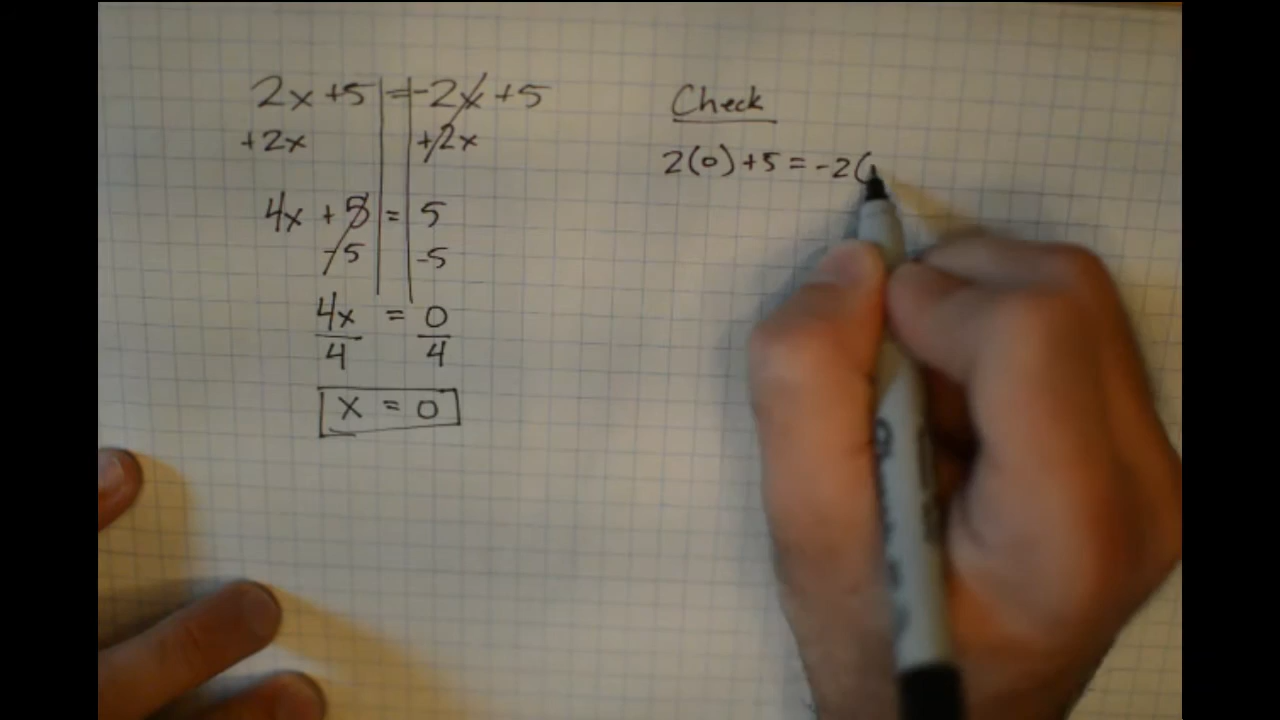 2x +5 = -2x +5
+2x +2x
4x + 5 = 5
-5 -5
4x = 0
4 4
x = 0
Check
2(0) +5 = -2(